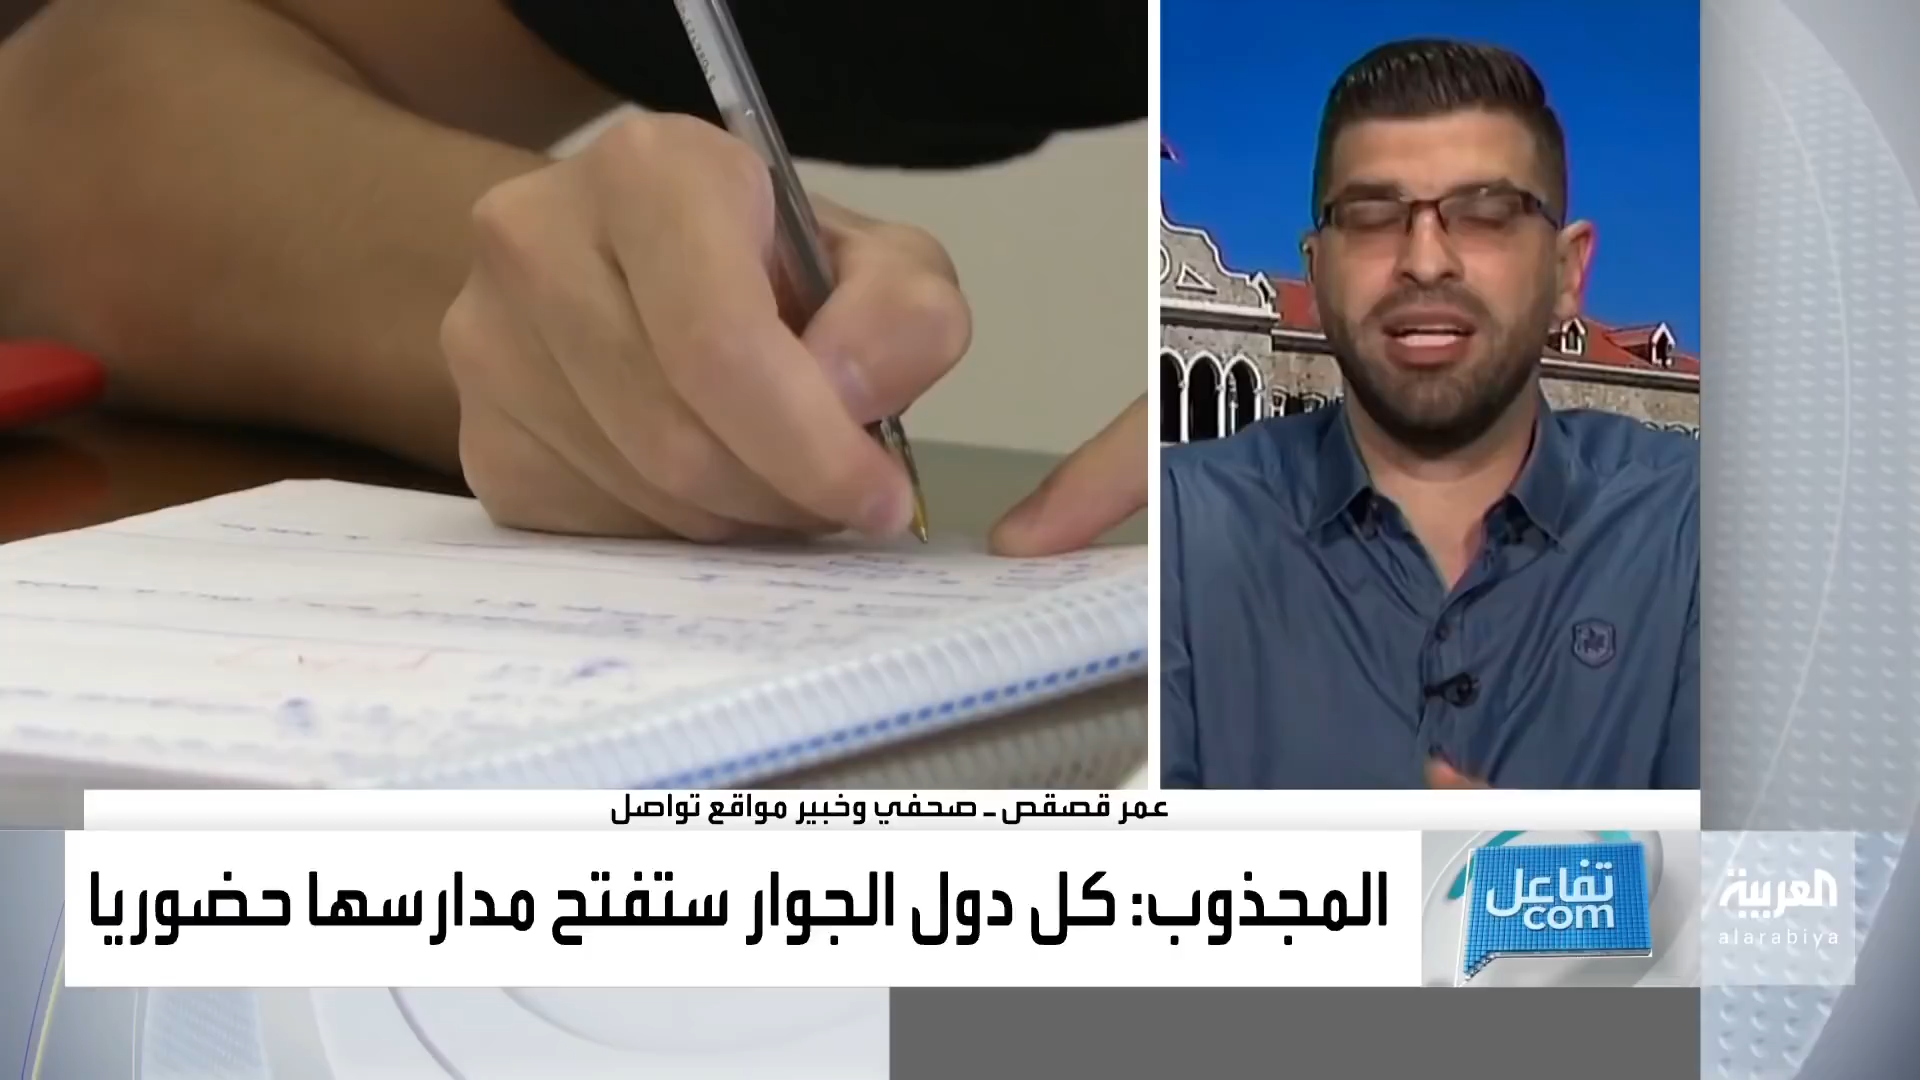 عمر قصقص - صحفي وخبير مواقع تواصل
المجذوب: كل دول الجوار ستفتح مدارسها حضوريا
تفاعل
com
العربية
alarabiya